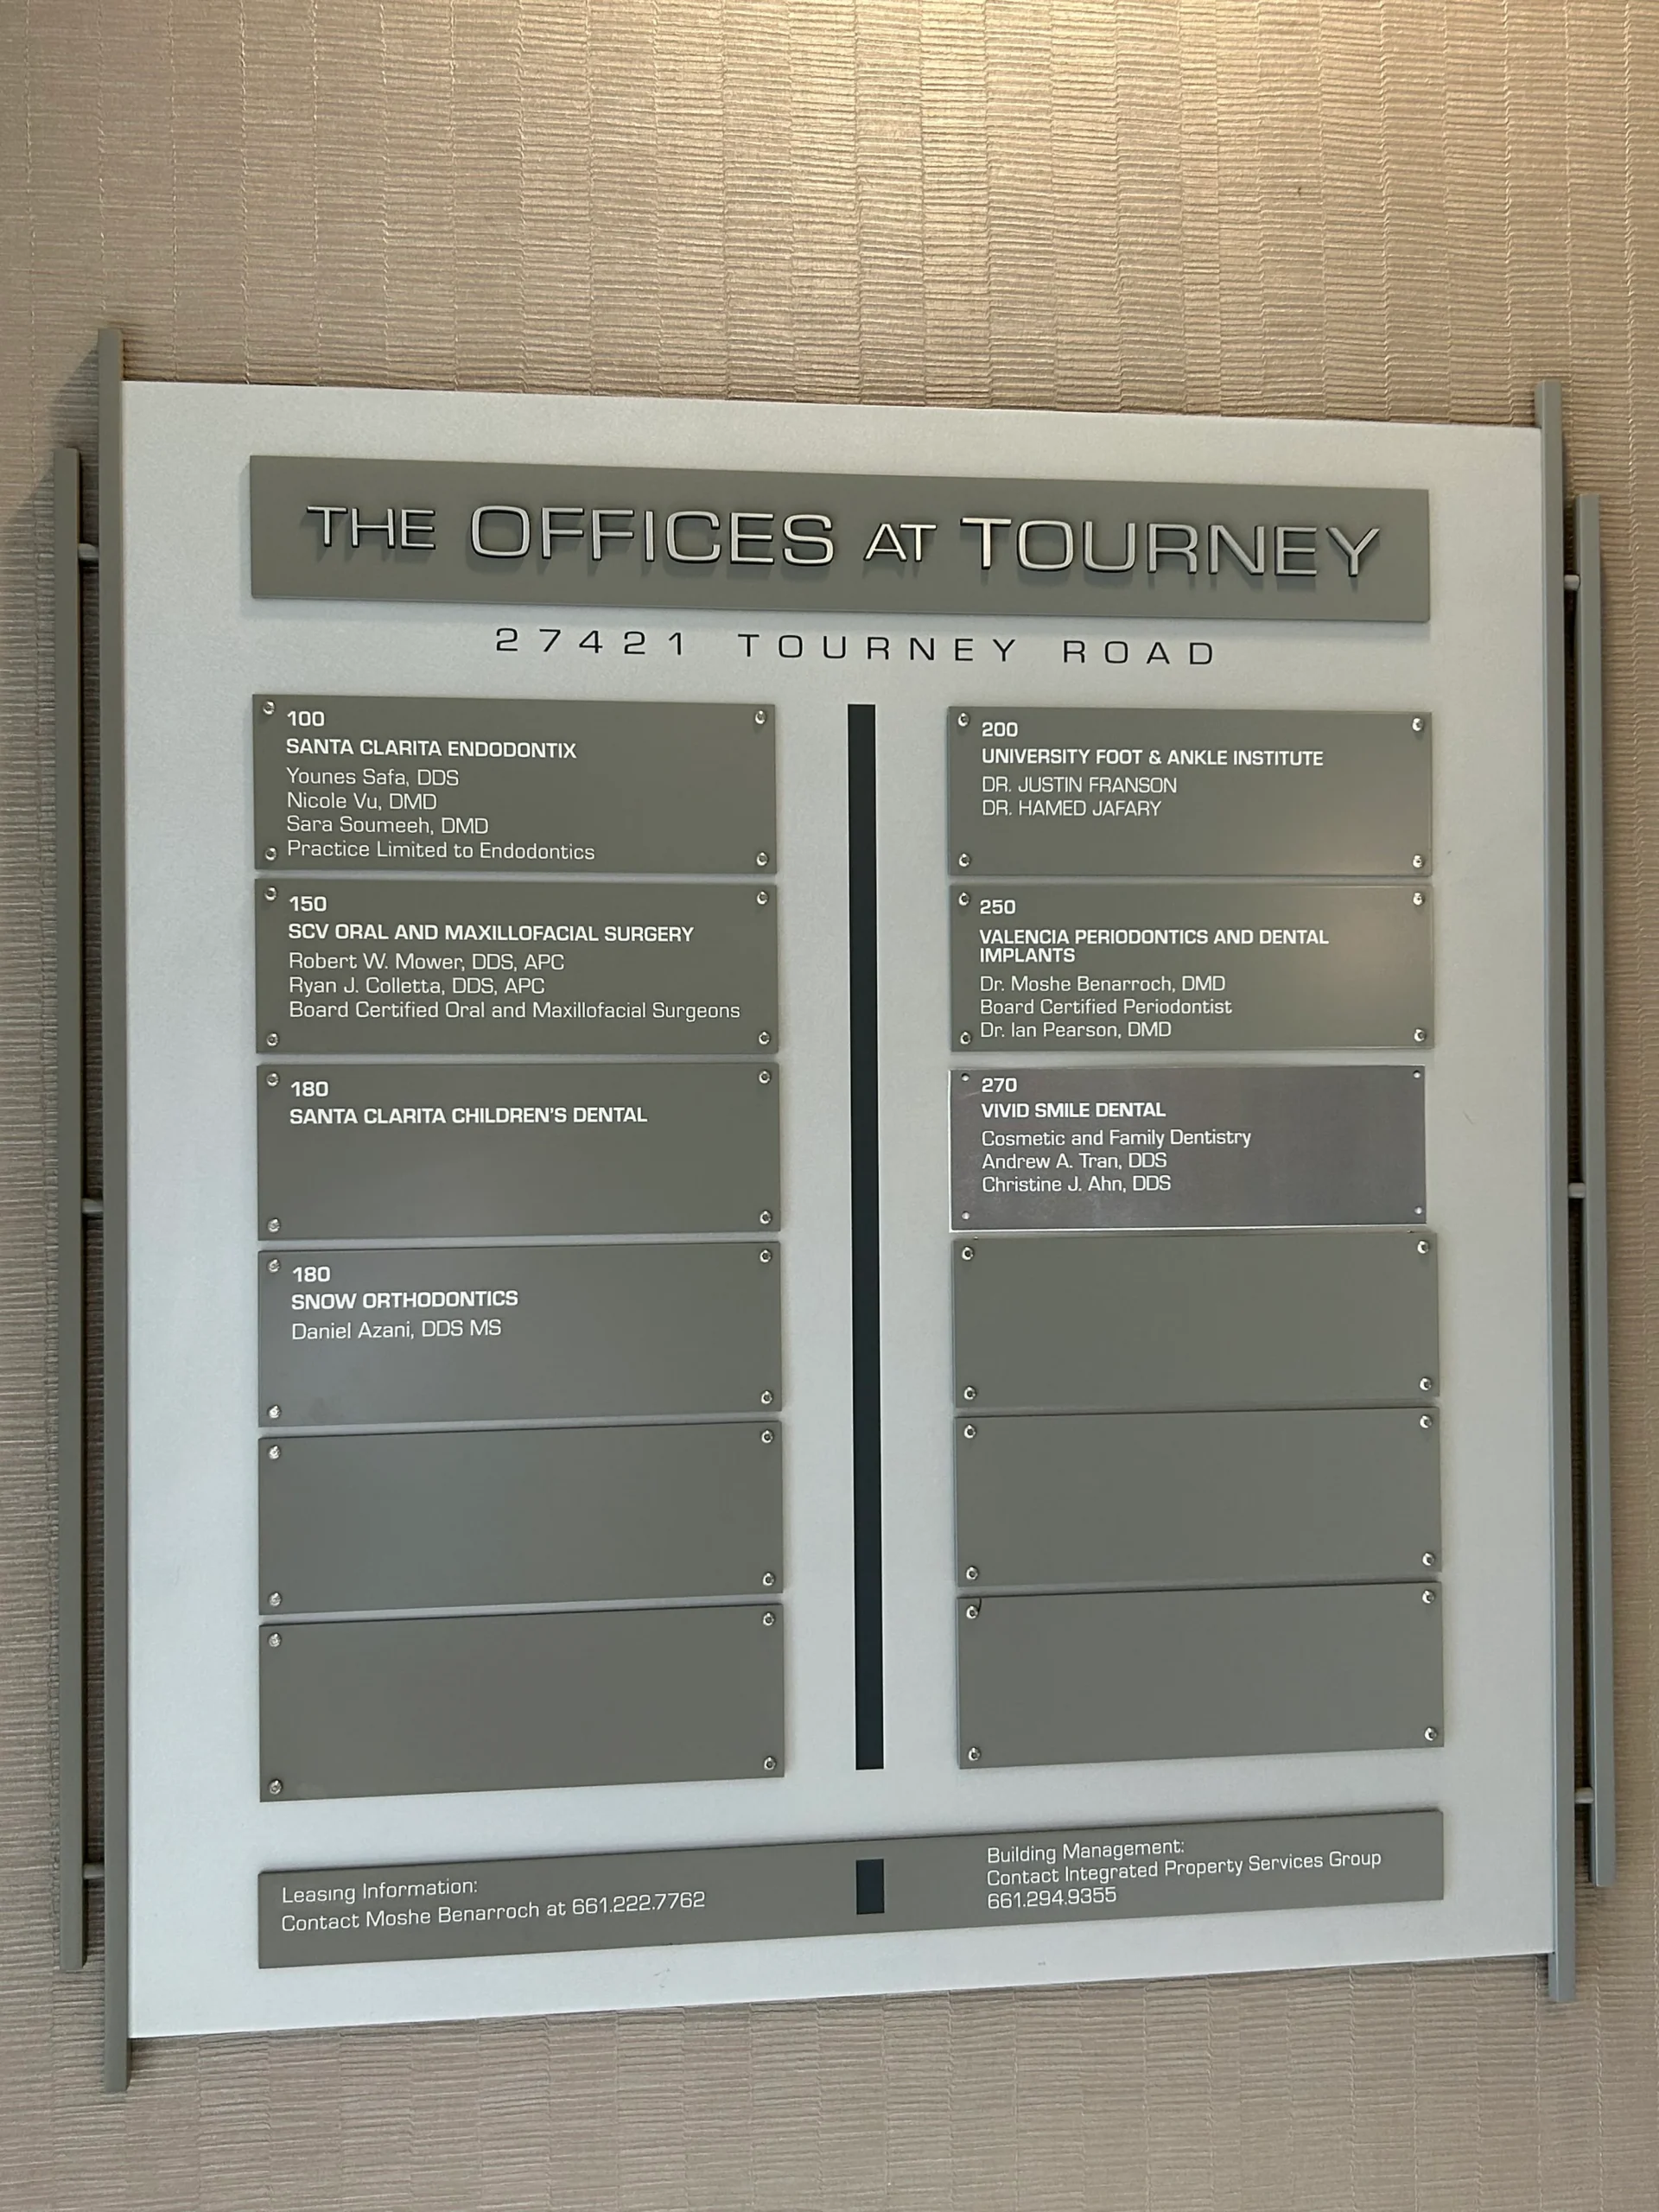 THE OFFICES AT TOURNEY
27421 TOURNEY ROAD
100
SANTA CLARITA ENDODONTIX
Younes Safa, DDS
Nicole Vu, DMD
Sara Soumeeh, DMD
Practice Limited to Endodontics
150
SCV ORAL AND MAXILLOFACIAL SURGERY
Robert W. Mower, DDS, APC
Ryan J. Colletta, DDS, APC
Board Certified Oral and Maxillofacial Surgeons
180
SANTA CLARITA CHILDREN'S DENTAL
180
SNOW ORTHODONTICS
Daniel Azani, DDS MS
200
UNIVERSITY FOOT & ANKLE INSTITUTE
DR. JUSTIN FRANSON
DR. HAMED JAFARY
250
VALENCIA PERIODONTICS AND DENTAL
IMPLANTS
Dr. Moshe Benarroch, DMD
Board Certified Periodontist
Dr. Ian Pearson, DMD
270
VIVID SMILE DENTAL
Cosmetic and Family Dentistry
Andrew A. Tran, DDS
Christine J. Ahn, DDS
Leasing Information:
Contact Moshe Benarroch at 661.222.7762
Building Management:
Contact Integrated Property Services Group
661.294.9355